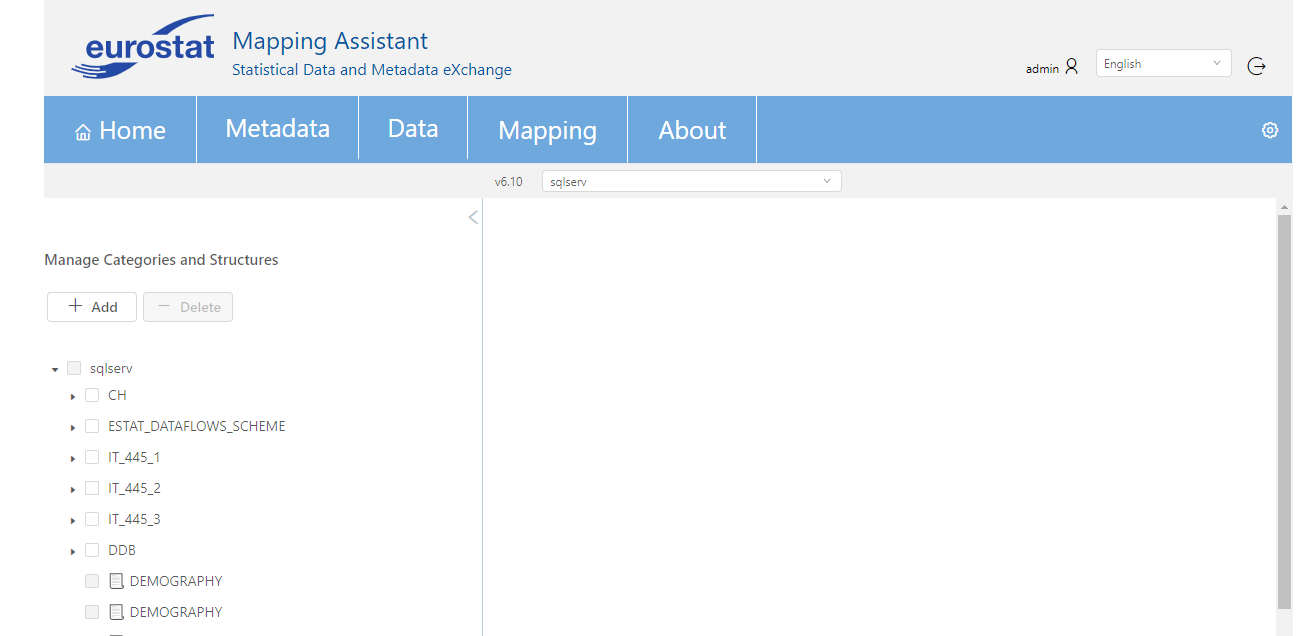 eurostat
Mapping Assistant
Statistical Data and Metadata eXchange
admin
English
Home
Metadata
Data
Mapping
About
v6.10
sqlserv
Manage Categories and Structures
Add
Delete
sqlserv
CH
ESTAT_DATAFLOWS_SCHEME
IT_445_1
IT_445_2
IT_445_3
DDB
DEMOGRAPHY
DEMOGRAPHY